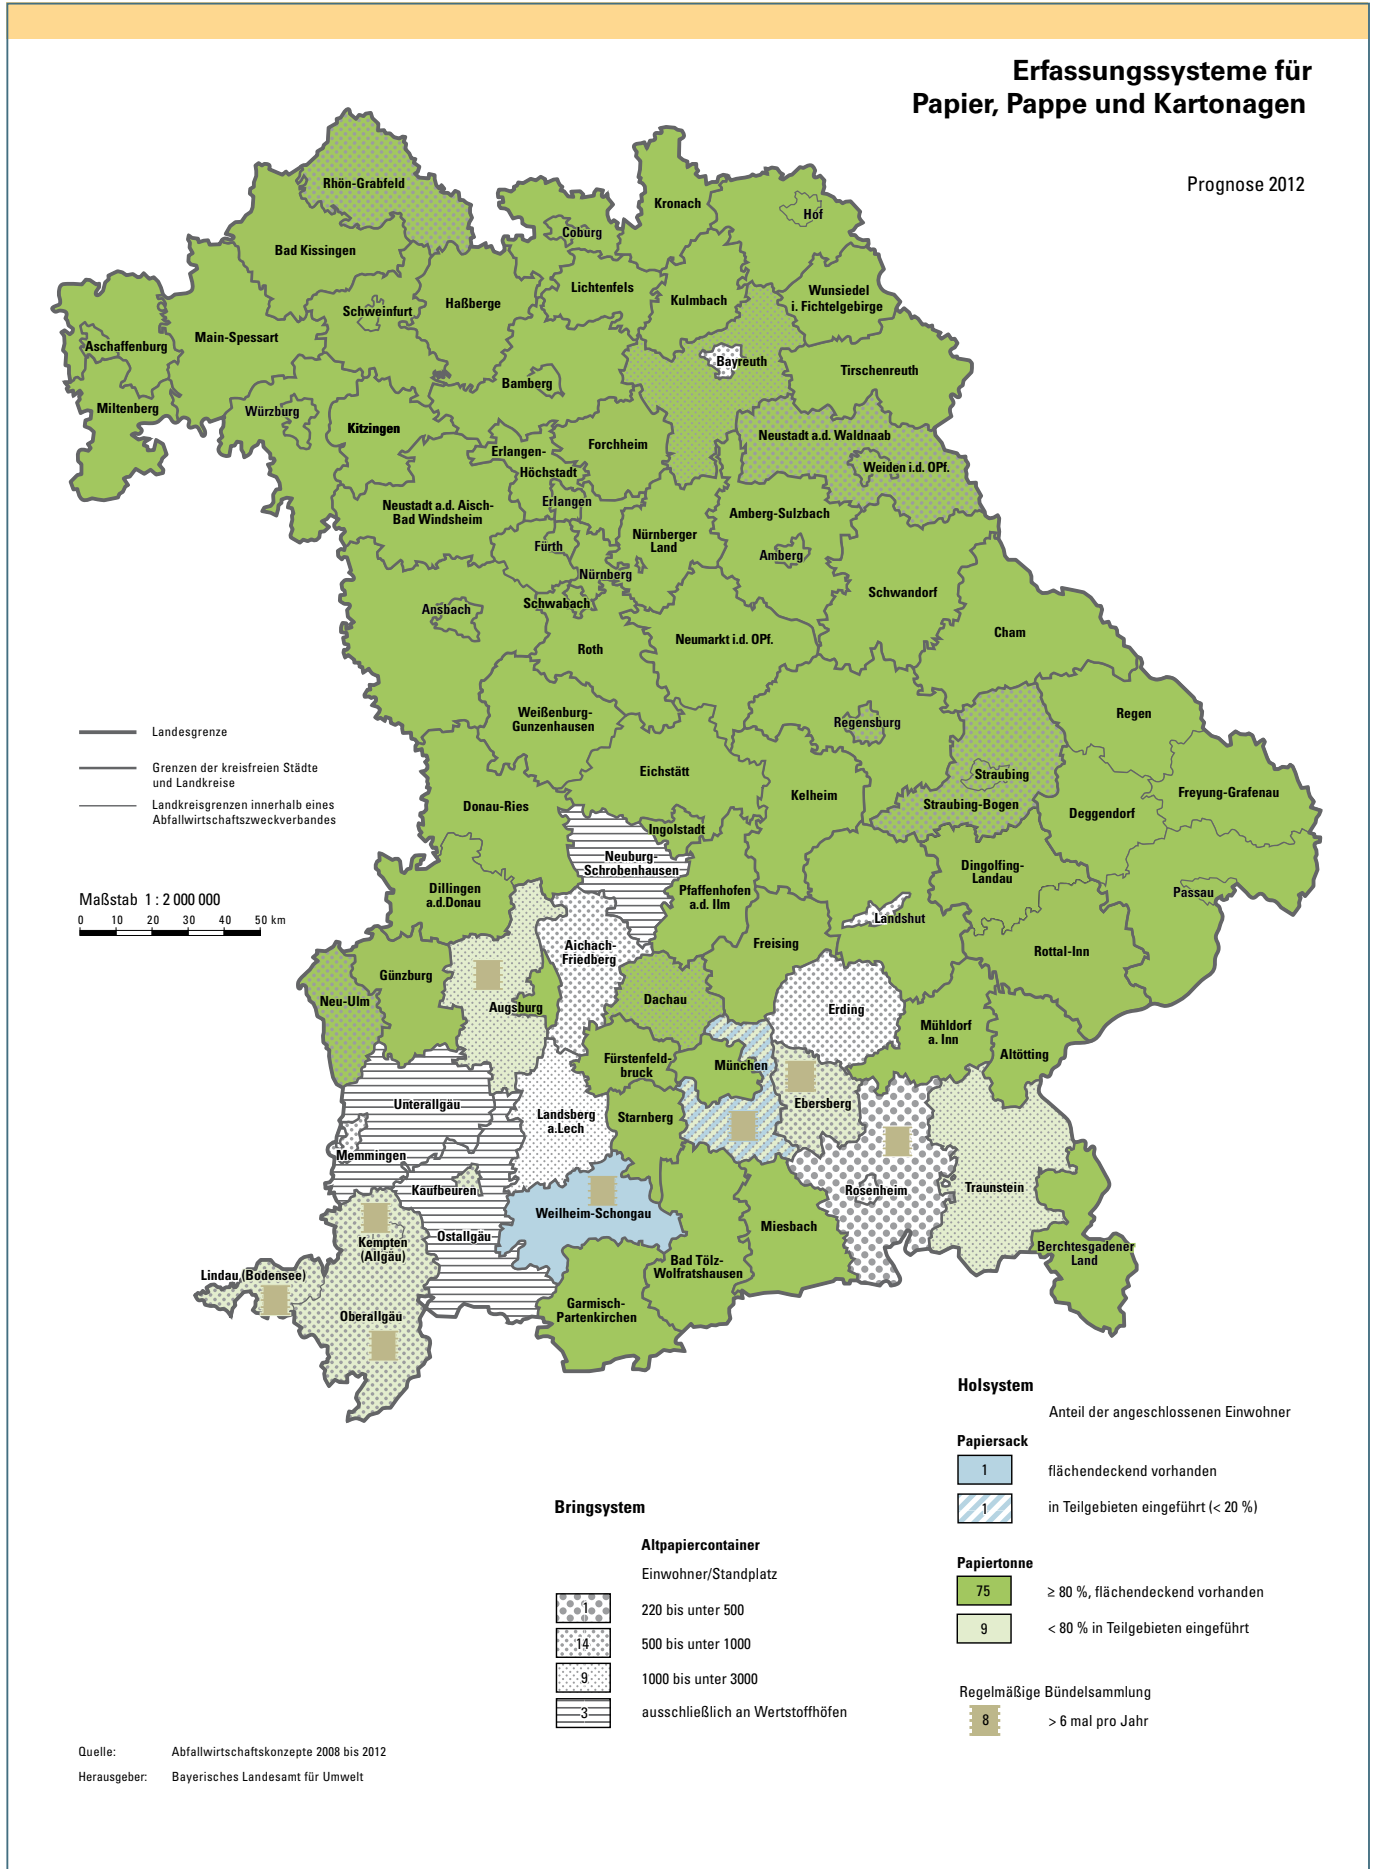 Erfassungssysteme für
Papier, Pappe und Kartonagen
Prognose 2012
Rhön-Grabfeld
Kronach
Hof
Coburg
Bad Kissingen
Lichtenfels
Kulmbach
Wunsiedel
i. Fichtelgebirge
Haßberge
Schweinfurt
Main-Spessart
Aschaffenburg
Bayreuth
Tirschenreuth
Bamberg
Miltenberg
Würzburg
Kitzingen
Neustadt a.d. Waldnaab
Forchheim
Erlangen-
Höchstadt
Weiden i.d. OPf.
Erlangen
Neustadt a.d. Aisch-
Bad Windsheim
Amberg-Sulzbach
Nürnberger
Land
Fürth
Amberg
Nürnberg
Schwandorf
Schwabach
Ansbach
Cham
Neumarkt i.d. OPf.
Roth
Weißenburg-
Gunzenhausen
Regensburg
Regen
Landesgrenze
Grenzen der kreisfreien Städte
und Landkreise
Landkreisgrenzen innerhalb eines
Abfallwirtschaftszweckverbandes
Eichstätt
Straubing
Kelheim
Freyung-Grafenau
Donau-Ries
Straubing-Bogen
Deggendorf
Ingolstadt
Neuburg-
Schrobenhausen
Dingolfing-
Landau
Dillingen
a.d.Donau
Pfaffenhofen
a.d. Ilm
Passau
Maßstab 1 : 2 000 000
0 10 20 30 40 50 km
Landshut
Aichach-
Friedberg
Freising
Rottal-Inn
Günzburg
Neu-Ulm
Augsburg
Dachau
Erding
Mühldorf
a. Inn
Altötting
Fürstenfeld-
bruck
München
Ebersberg
Unterallgäu
Landsberg
a.Lech
Starnberg
Memmingen
Kaufbeuren
Rosenheim
Traunstein
Weilheim-Schongau
Miesbach
Ostallgäu
Kempten
(Allgäu)
Berchtesgadener
Land
Bad Tölz-
Wolfratshausen
Lindau (Bodensee)
Garmisch-
Partenkirchen
Oberallgäu
Holsystem
Anteil der angeschlossenen Einwohner
Papiersack
1 flächendeckend vorhanden
1 in Teilgebieten eingeführt (< 20 %)
Papiertonne
75 ≥ 80 %, flächendeckend vorhanden
9 < 80 % in Teilgebieten eingeführt
Regelmäßige Bündelsammlung
8 > 6 mal pro Jahr
Bringsystem
Altpapiercontainer
Einwohner/Standplatz
1 220 bis unter 500
14 500 bis unter 1000
9 1000 bis unter 3000
3 ausschließlich an Wertstoffhöfen
Quelle: Abfallwirtschaftskonzepte 2008 bis 2012
Herausgeber: Bayerisches Landesamt für Umwelt